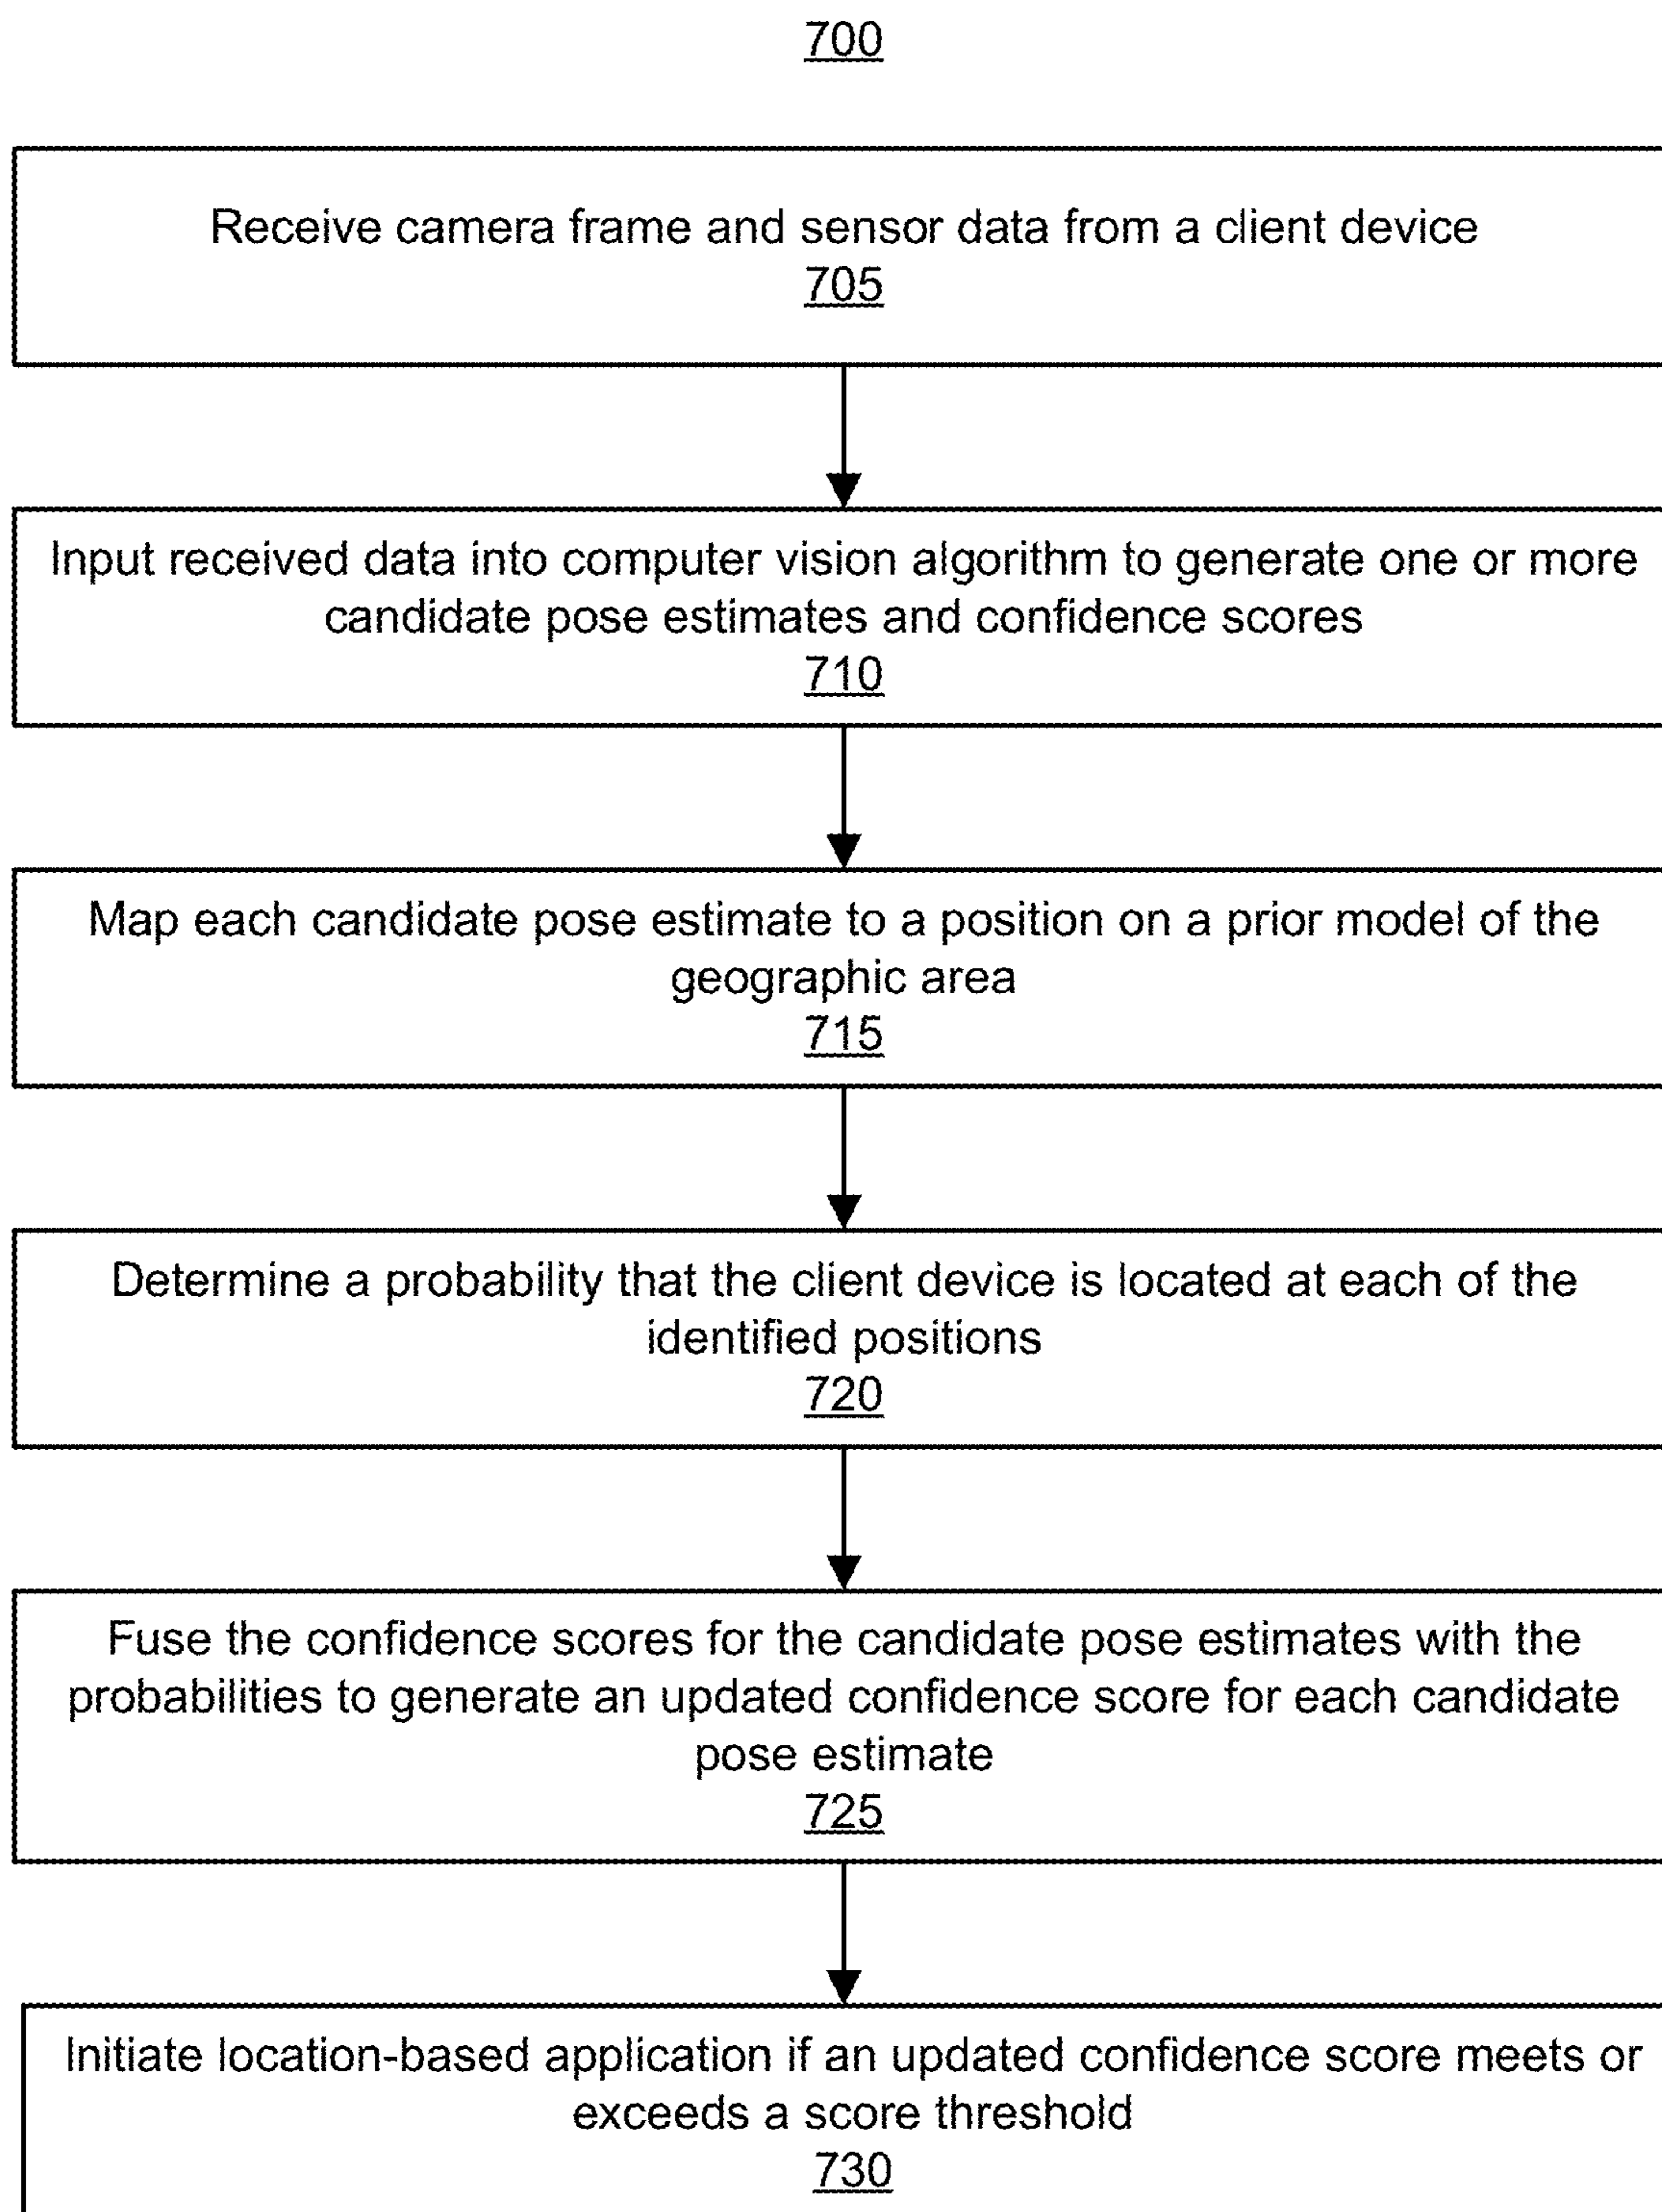 700
Receive camera frame and sensor data from a client device
705
Input received data into computer vision algorithm to generate one or more
candidate pose estimates and confidence scores
710
Map each candidate pose estimate to a position on a prior model of the
geographic area
715
Determine a probability that the client device is located at each of the
identified positions
720
Fuse the confidence scores for the candidate pose estimates with the
probabilities to generate an updated confidence score for each candidate
pose estimate
725
Initiate location-based application if an updated confidence score meets or
exceeds a score threshold
730